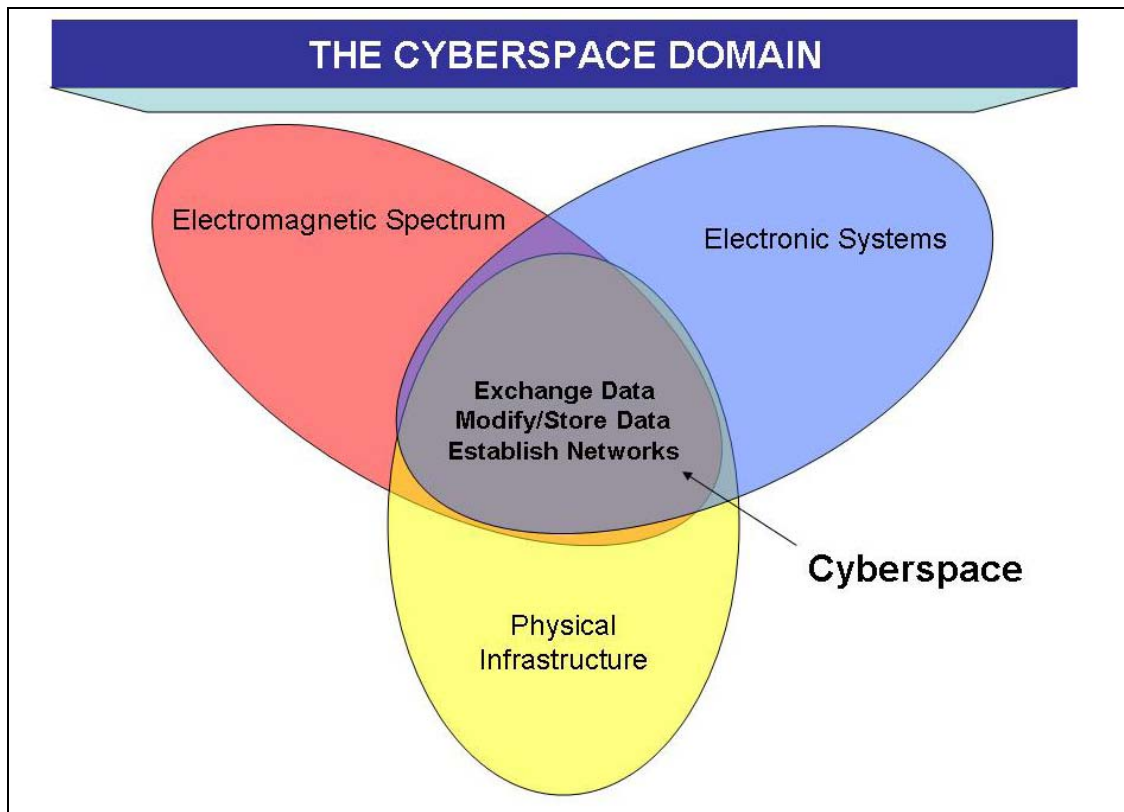 THE CYBERSPACE DOMAIN
Electromagnetic Spectrum
Electronic Systems
Exchange Data
Modify/Store Data
Establish Networks
Cyberspace
Physical
Infrastructure